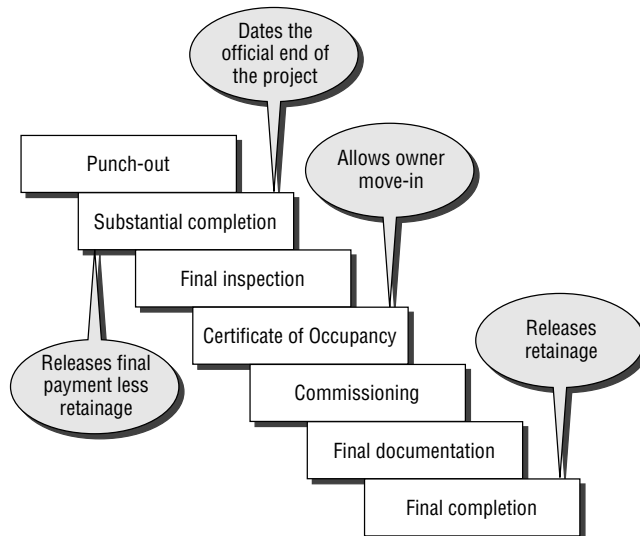 Dates the
official end of
the project
Punch-out
Allows owner
move-in
Substantial completion
Final inspection
Certificate of Occupancy
Releases
retainage
Releases final
payment less
retainage
Commissioning
Final documentation
Final completion